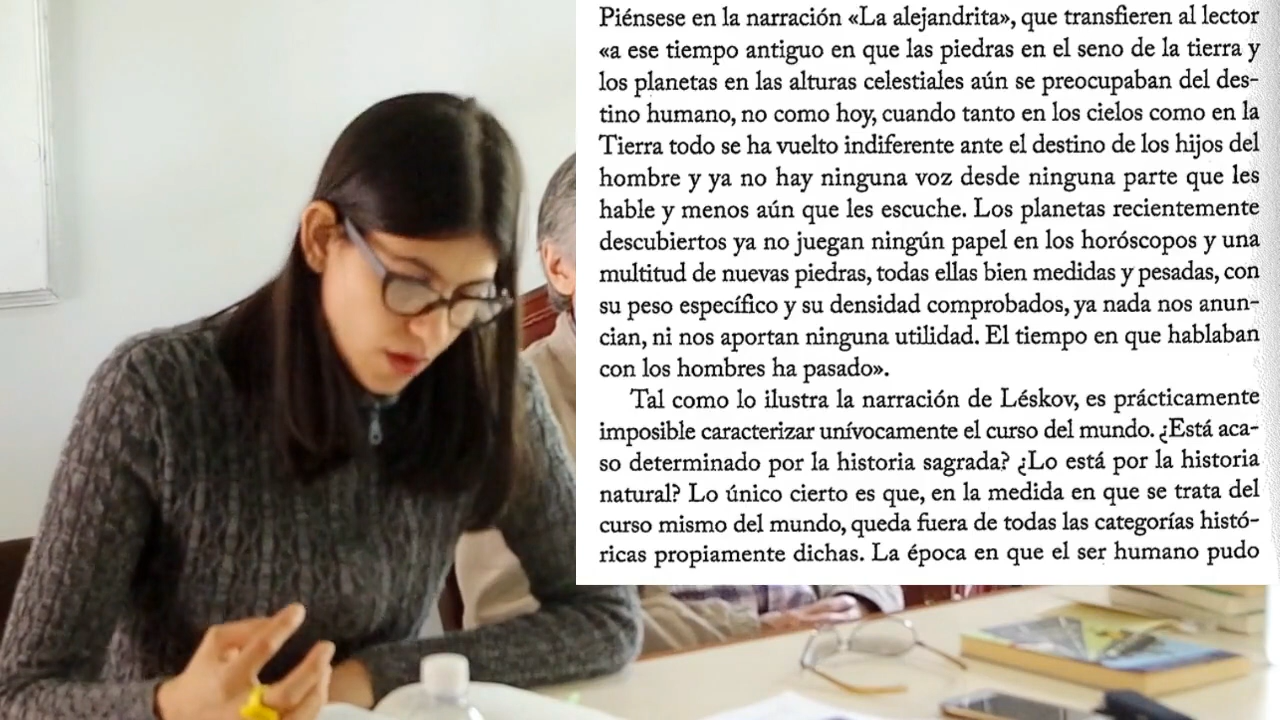 Piénsese en la narración «La alejandrita», que transfieren al lector
«a ese tiempo antiguo en que las piedras en el seno de la tierra y
los planetas en las alturas celestiales aún se preocupaban del des-
tino humano, no como hoy, cuando tanto en los cielos como en la
Tierra todo se ha vuelto indiferente ante el destino de los hijos del
hombre y ya no hay ninguna voz desde ninguna parte que les
hable y menos aún que les escuche. Los planetas recientemente
descubiertos ya no juegan ningún papel en los horóscopos y una
multitud de nuevas piedras, todas ellas bien medidas y pesadas, con
su peso específico y su densidad comprobados, ya nada nos anun-
cian, ni nos aportan ninguna utilidad. El tiempo en que hablaban
con los hombres ha pasado».
Tal como lo ilustra la narración de Léskov, es prácticamente
imposible caracterizar unívocamente el curso del mundo. ¿Está aca-
so determinado por la historia sagrada? ¿Lo está por la historia
natural? Lo único cierto es que, en la medida en que se trata del
curso mismo del mundo, queda fuera de todas las categorías histó-
ricas propiamente dichas. La época en que el ser humano pudo